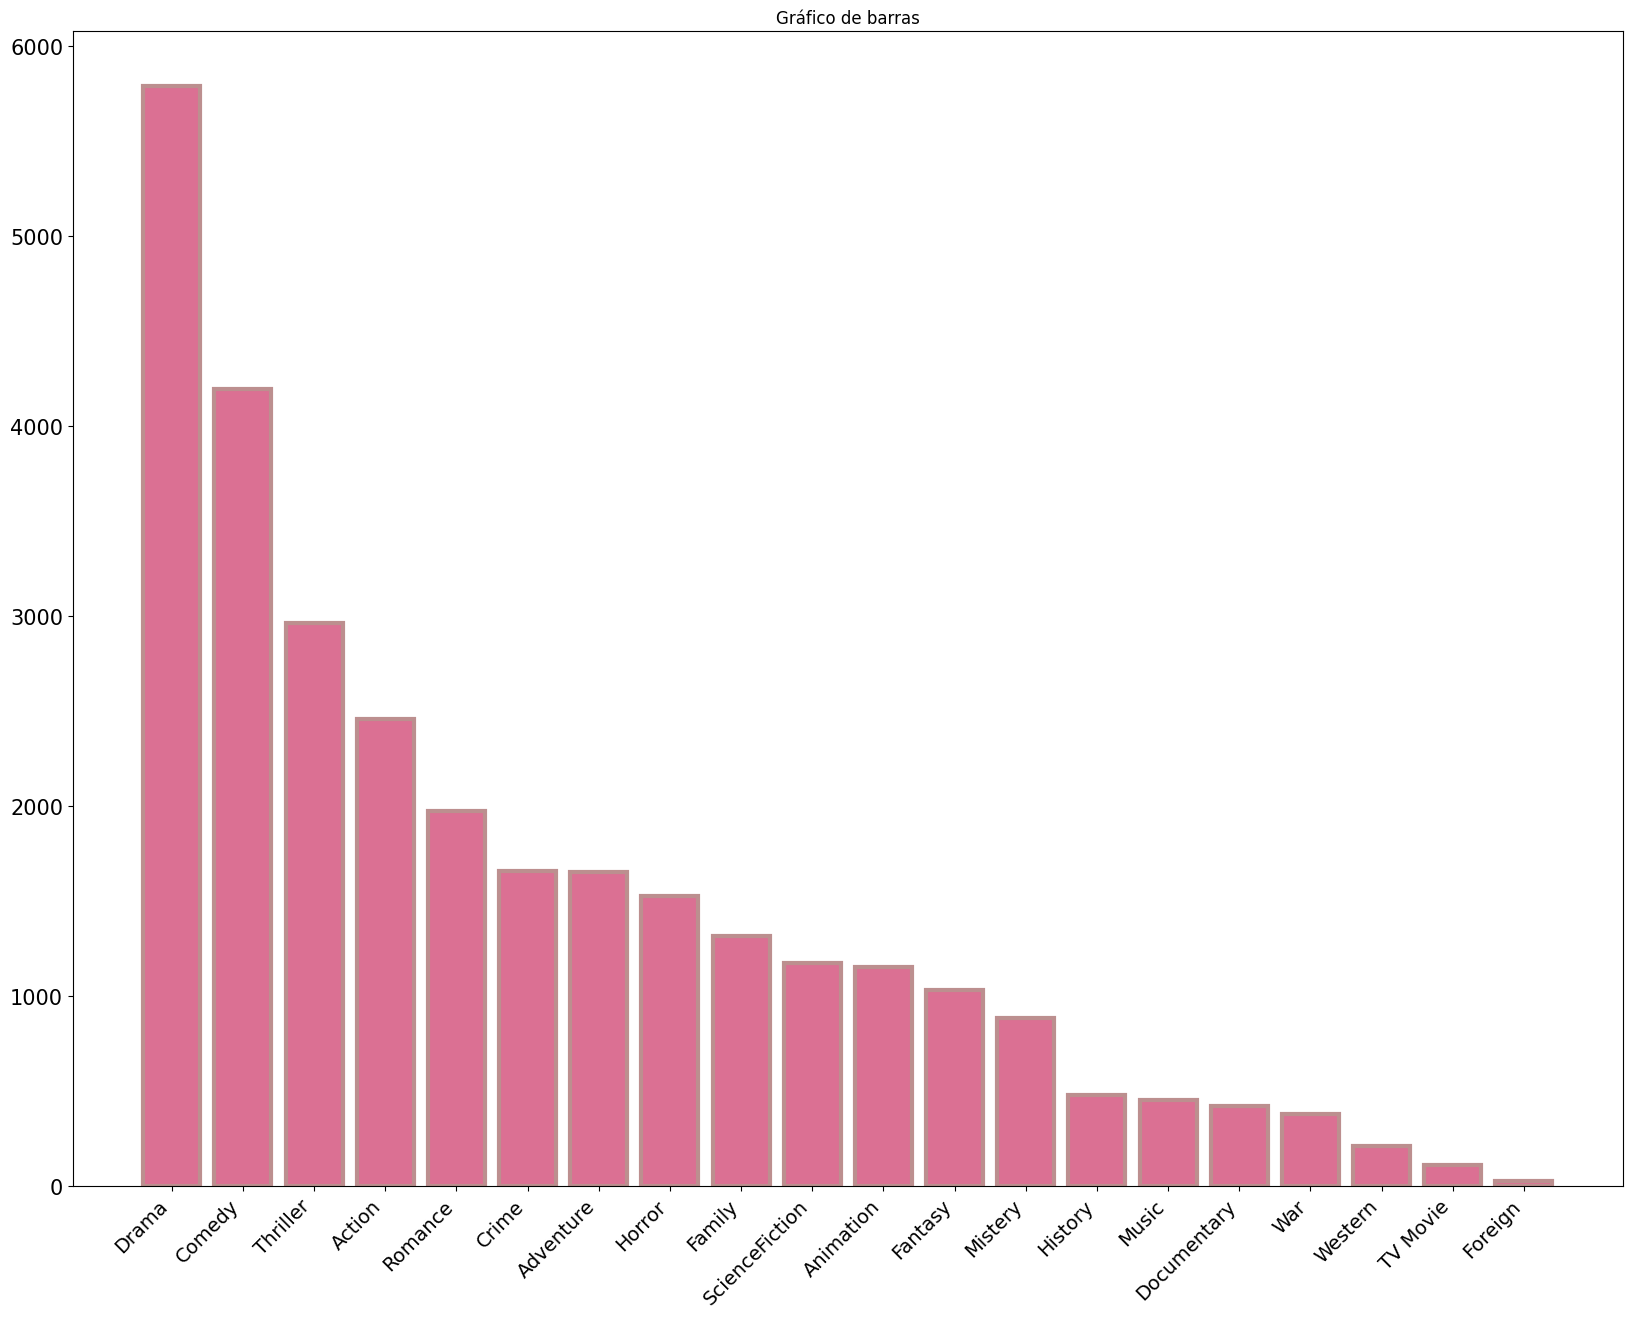 Gráfico de barras
6000
5000
4000
3000
2000
1000
0
Drama
Comedy
Thriller
Action
Romance
Crime
Adventure
Horror
Family
ScienceFiction
Animation
Fantasy
Mistery
History
Music
Documentary
War
Western
TV Movie
Foreign